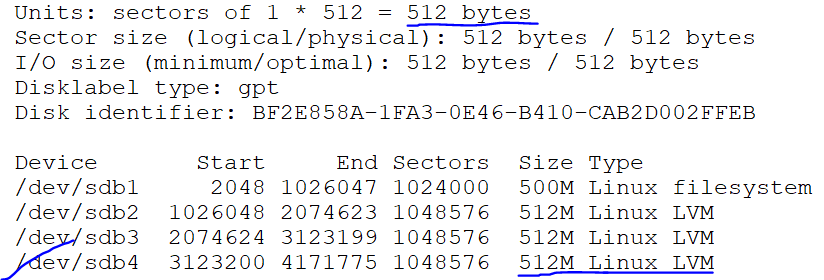 Units: sectors of 1 * 512 = 512 bytes
Sector size (logical/physical): 512 bytes / 512 bytes
I/O size (minimum/optimal): 512 bytes / 512 bytes
Disklabel type: gpt
Disk identifier: BF2E858A-1FA3-0E46-B410-CAB2D002FFEB
Device Start End Sectors Size Type
/dev/sdb1 2048 1026047 1024000 500M Linux filesystem
/dev/sdb2 1026048 2074623 1048576 512M Linux LVM
/dev/sdb3 2074624 3123199 1048576 512M Linux LVM
/dev/sdb4 3123200 4171775 1048576 512M Linux LVM